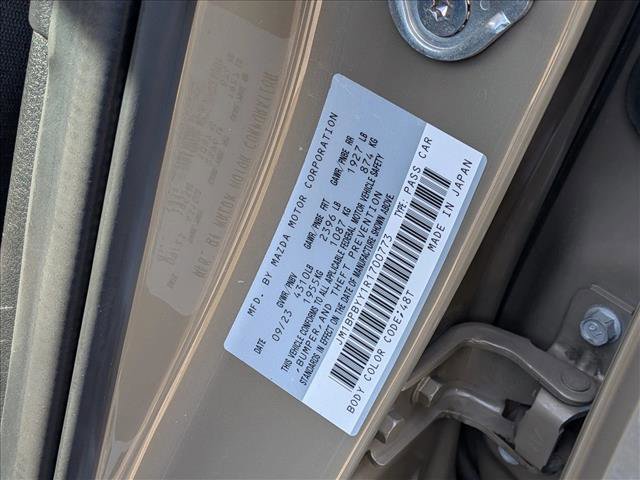 MFD. BY MAZDA MOTOR CORPORATION
DATE GVWR/PNBV GAWR/PNBE FRT GAWR/PNBE RR
09/23 4310LB 2396 LB 1927 LB
1955KG 1087 KG 874 KG
THIS VEHICLE CONFORMS TO ALL APPLICABLE FEDERAL MOTOR VEHICLE SAFETY
, BUMPER, AND THEFT PREVENTION
STANDARDS IN EFFECT ON THE DATE OF MANUFACTURE SHOWN ABOVE
JM1BPBYY1R1700773 TYPE: PASS CAR
BODY COLOR CODE;48T MADE IN JAPAN